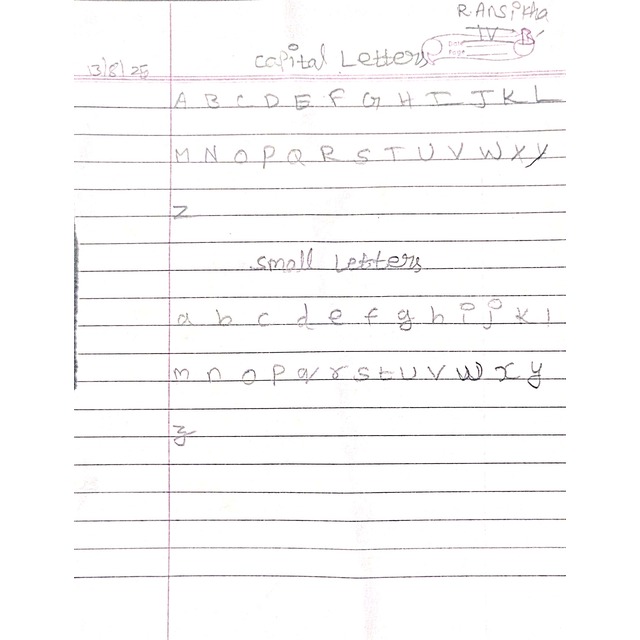 R. Ansikha
IV B
Date
Page
Capital Letters
13/8/25
A B C D E F G H I J K L
M N O P Q R S T U V W X Y
Z
Small Letters
a b c d e f g h i j k l
m n o p q r s t u v w x y
z